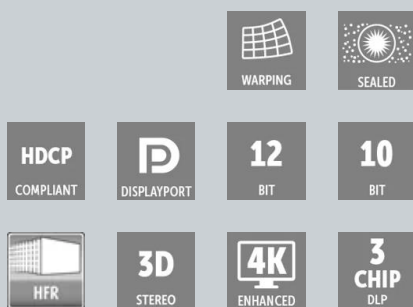 WARPING
SEALED
HDCP
COMPLIANT
DISPLAYPORT
12
BIT
10
BIT
HFR
3D
STEREO
4K
ENHANCED
3
CHIP
DLP